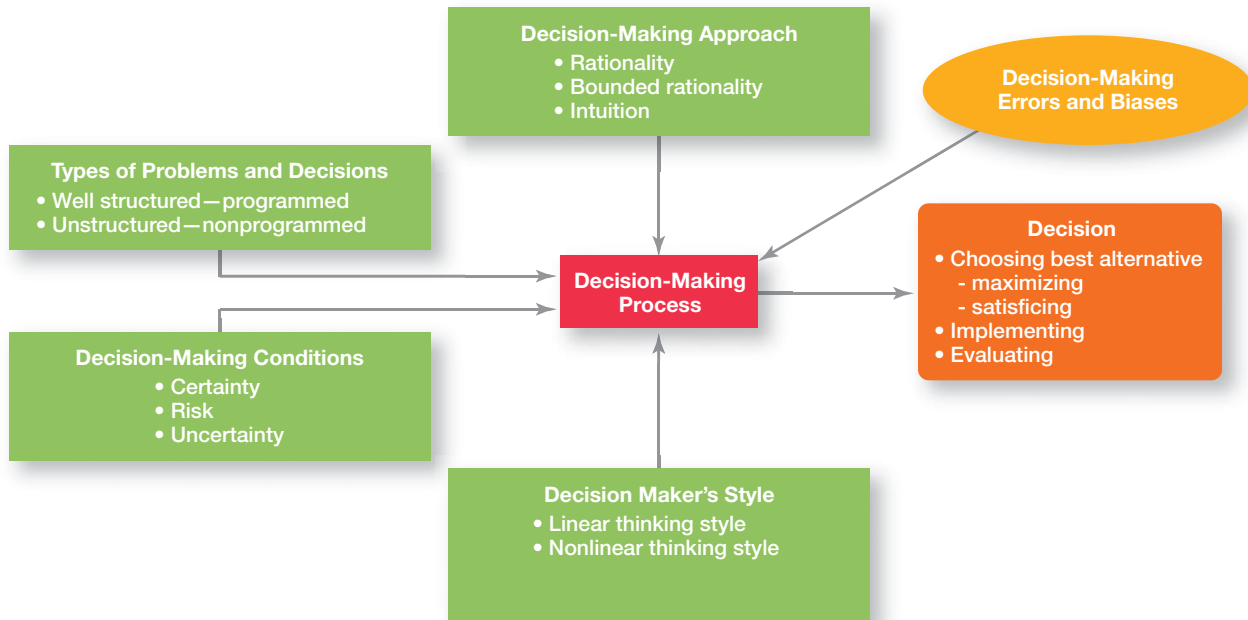 Decision-Making Approach
• Rationality
• Bounded rationality
• Intuition
Decision-Making
Errors and Biases
Types of Problems and Decisions
• Well structured—programmed
• Unstructured—nonprogrammed
Decision
• Choosing best alternative
- maximizing
- satisficing
• Implementing
• Evaluating
Decision-Making
Process
Decision-Making Conditions
• Certainty
• Risk
• Uncertainty
Decision Maker’s Style
• Linear thinking style
• Nonlinear thinking style